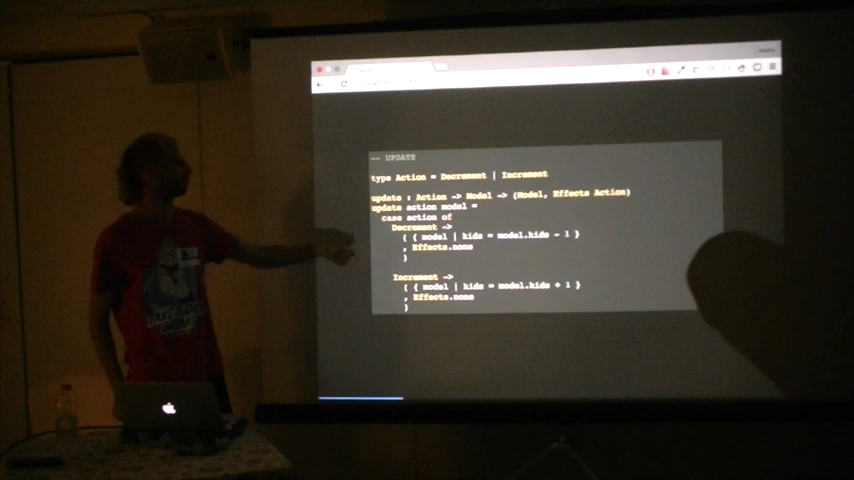 -- UPDATE
type Action = Decrement | Increment
update : Action -> Model -> (Model, Effects Action)
update action model =
case action of
Decrement ->
( { model | kids = model.kids - 1 }
, Effects.none
)
Increment ->
( { model | kids = model.kids + 1 }
, Effects.none
)